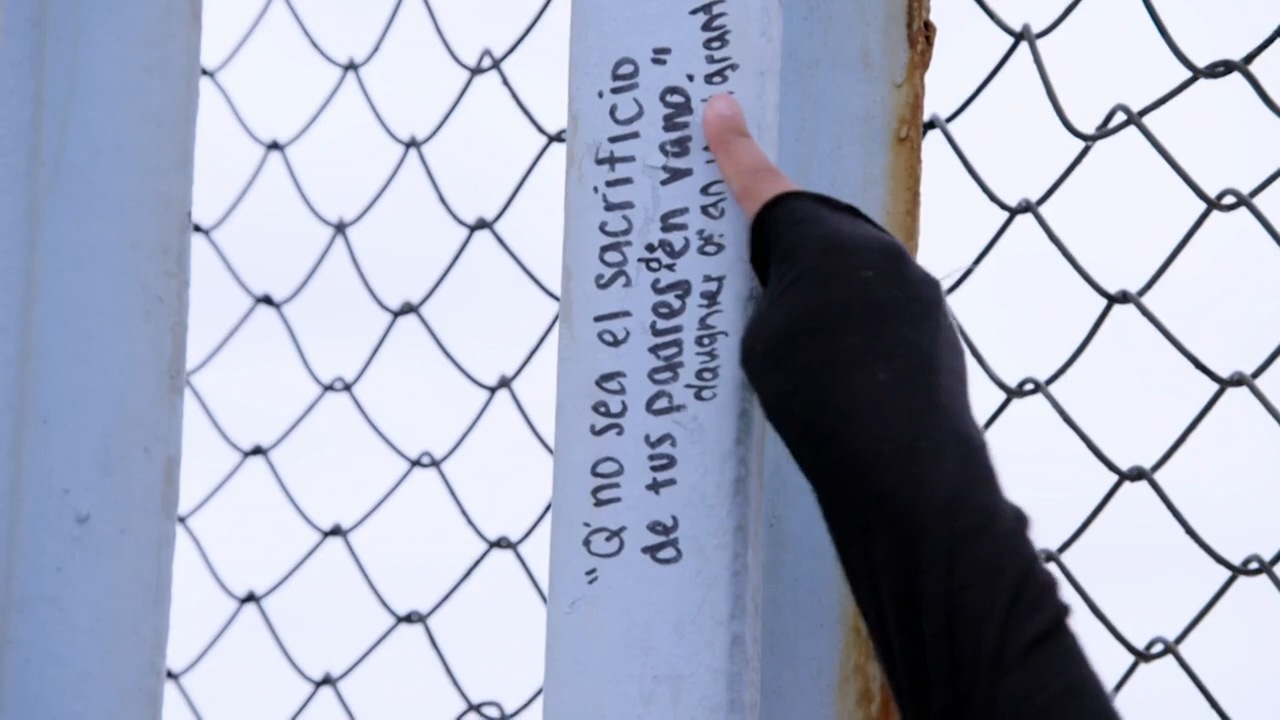 "Q' no sea el sacrificio
de tus padres de en vano."
daughter of an